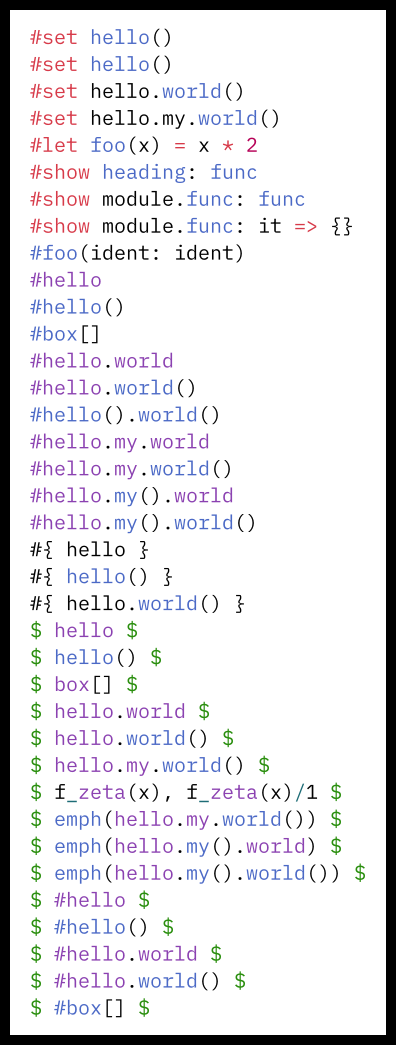 #set hello()
#set hello()
#set hello.world()
#set hello.my.world()
#let foo(x) = x * 2
#show heading: func
#show module.func: func
#show module.func: it => {}
#foo(ident: ident)
#hello
#hello()
#box[]
#hello.world
#hello.world()
#hello().world()
#hello.my.world
#hello.my.world()
#hello.my().world
#hello.my().world()
#{ hello }
#{ hello() }
#{ hello.world() }
$ hello $
$ hello() $
$ box[] $
$ hello.world $
$ hello.world() $
$ hello.my.world() $
$ f_zeta(x), f_zeta(x)/1 $
$ emph(hello.my.world()) $
$ emph(hello.my().world) $
$ emph(hello.my().world()) $
$ #hello $
$ #hello() $
$ #hello.world $
$ #hello.world() $
$ #box[] $